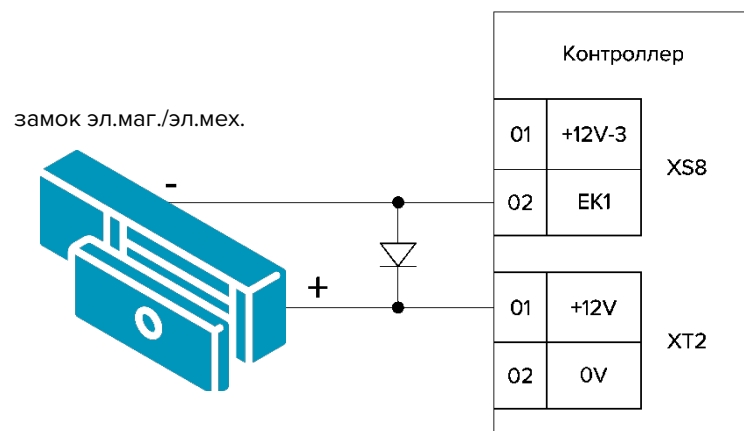 Контроллер
замок эл.маг./эл.мех.
01 +12V-3
XS8
-
02 EK1
+
01 +12V
XT2
02 0V